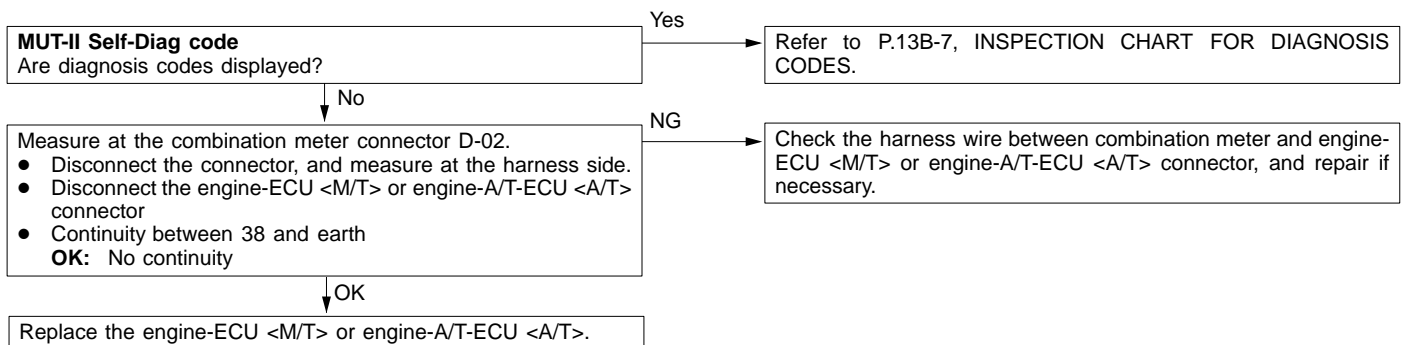 Yes
MUT-II Self-Diag code
Are diagnosis codes displayed?
Refer to P.13B-7, INSPECTION CHART FOR DIAGNOSIS
CODES.
No
NG
Measure at the combination meter connector D-02.
● Disconnect the connector, and measure at the harness side.
● Disconnect the engine-ECU <M/T> or engine-A/T-ECU <A/T>
connector
● Continuity between 38 and earth
OK: No continuity
Check the harness wire between combination meter and engine-
ECU <M/T> or engine-A/T-ECU <A/T> connector, and repair if
necessary.
OK
Replace the engine-ECU <M/T> or engine-A/T-ECU <A/T>.